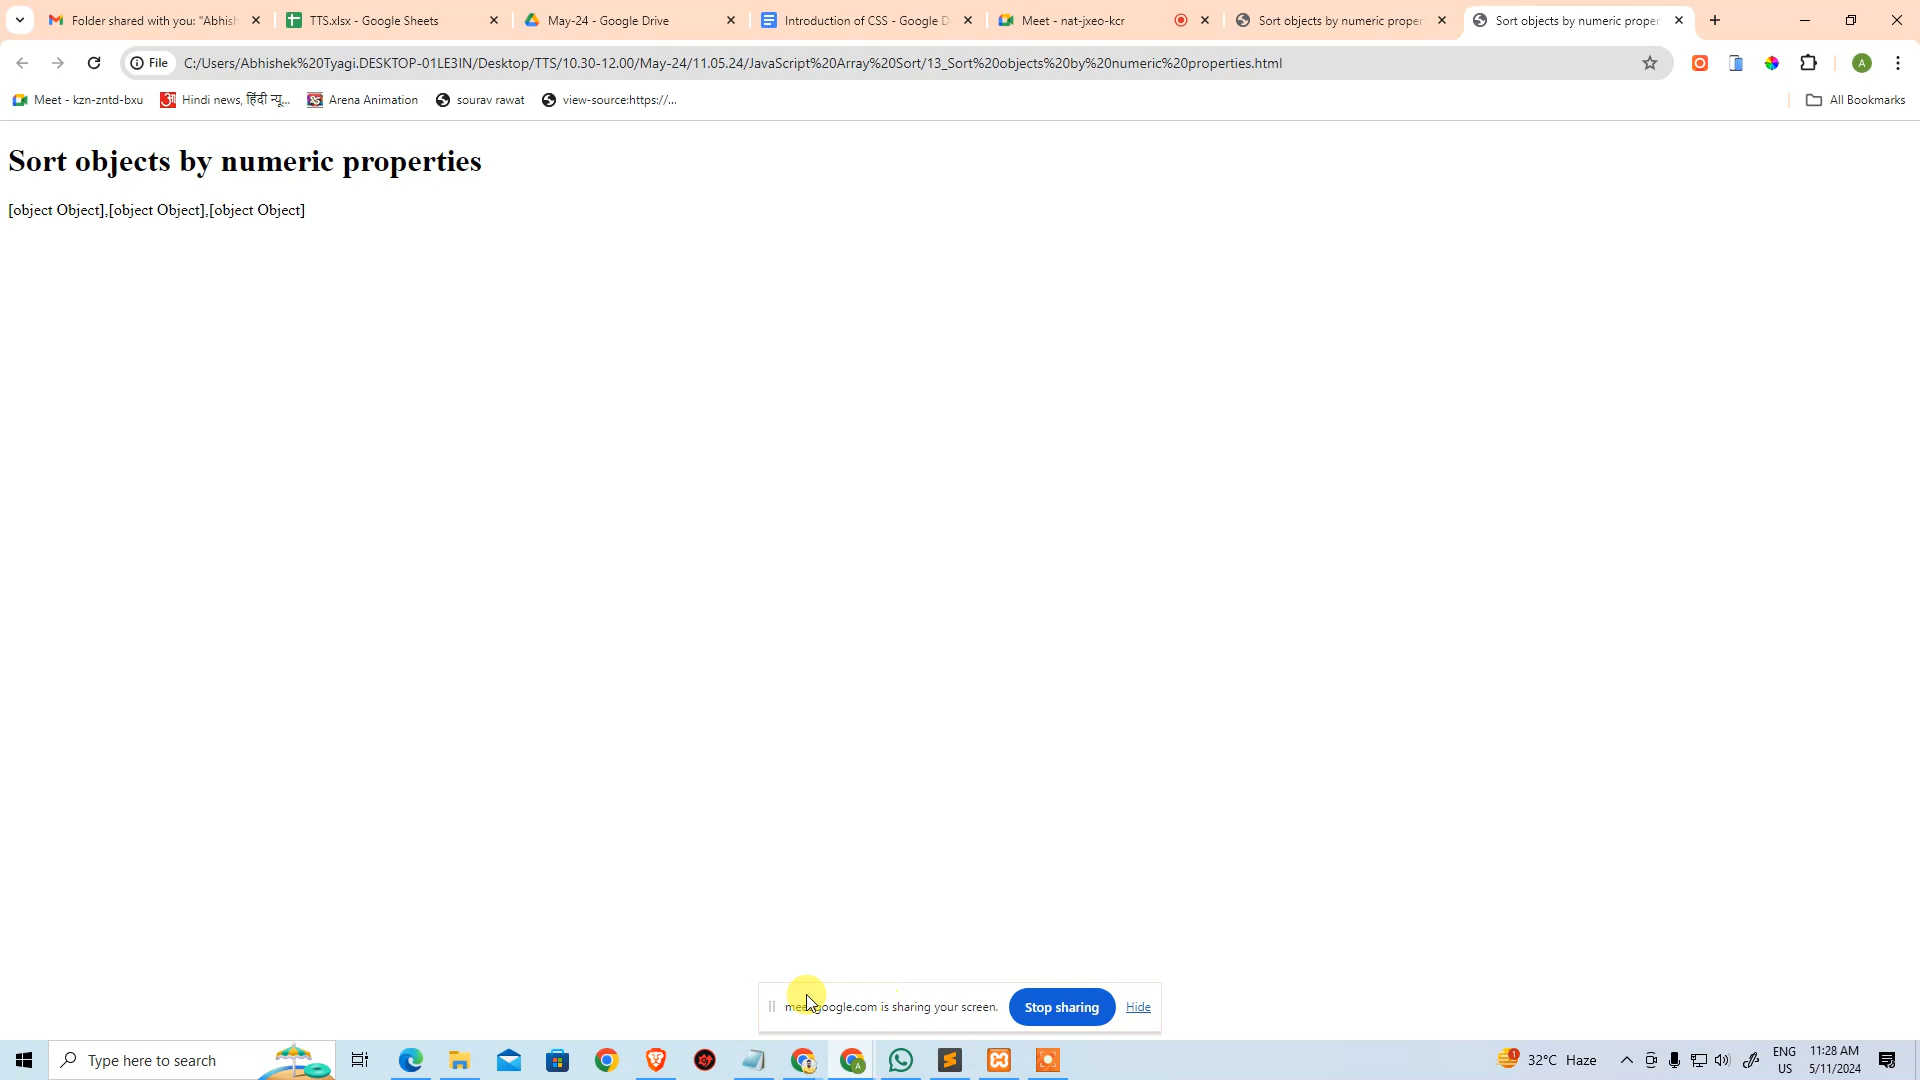 Folder shared with you: "Abhish
TTS.xlsx - Google Sheets
May-24 - Google Drive
Introduction of CSS - Google D
Meet - nat-jxeo-kcr
Sort objects by numeric proper
Sort objects by numeric proper
File
C:/Users/Abhishek%20Tyagi.DESKTOP-01LE3IN/Desktop/TTS/10.30-12.00/May-24/11.05.24/JavaScript%20Array%20Sort/13_Sort%20objects%20by%20numeric%20properties.html
A
Meet - kzn-zntd-bxu
Hindi news, हिंदी न्यू...
Arena Animation
sourav rawat
view-source:https://...
All Bookmarks
Sort objects by numeric properties
[object Object],[object Object],[object Object]
meet.google.com is sharing your screen.
Stop sharing
Hide
Type here to search
32°C Haze
ENG
US
11:28 AM
5/11/2024